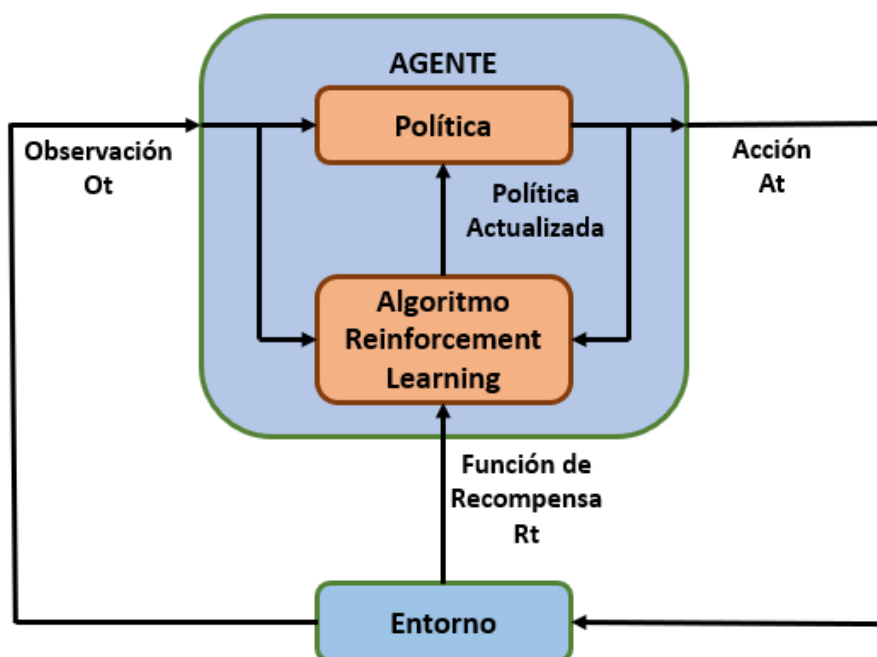 AGENTE
Política
Observación
Ot
Acción
At
Política
Actualizada
Algoritmo
Reinforcement
Learning
Función de
Recompensa
Rt
Entorno